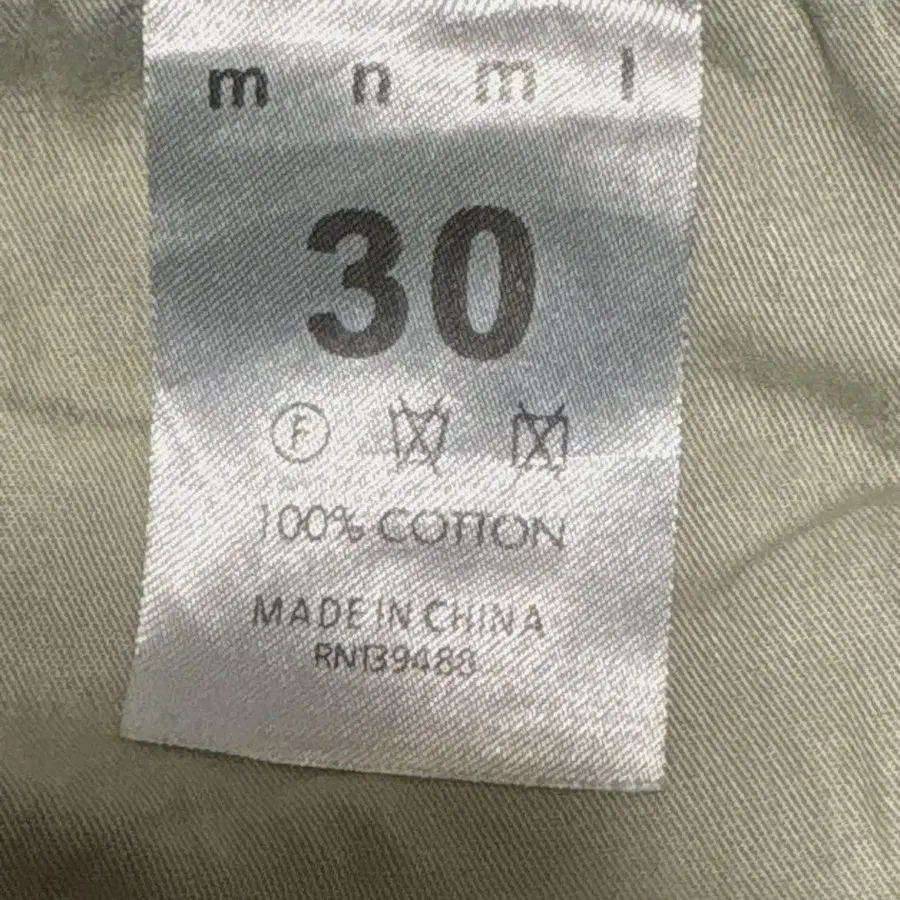 m n m l
30
F
100% COTTON
MADE IN CHINA
RN139488